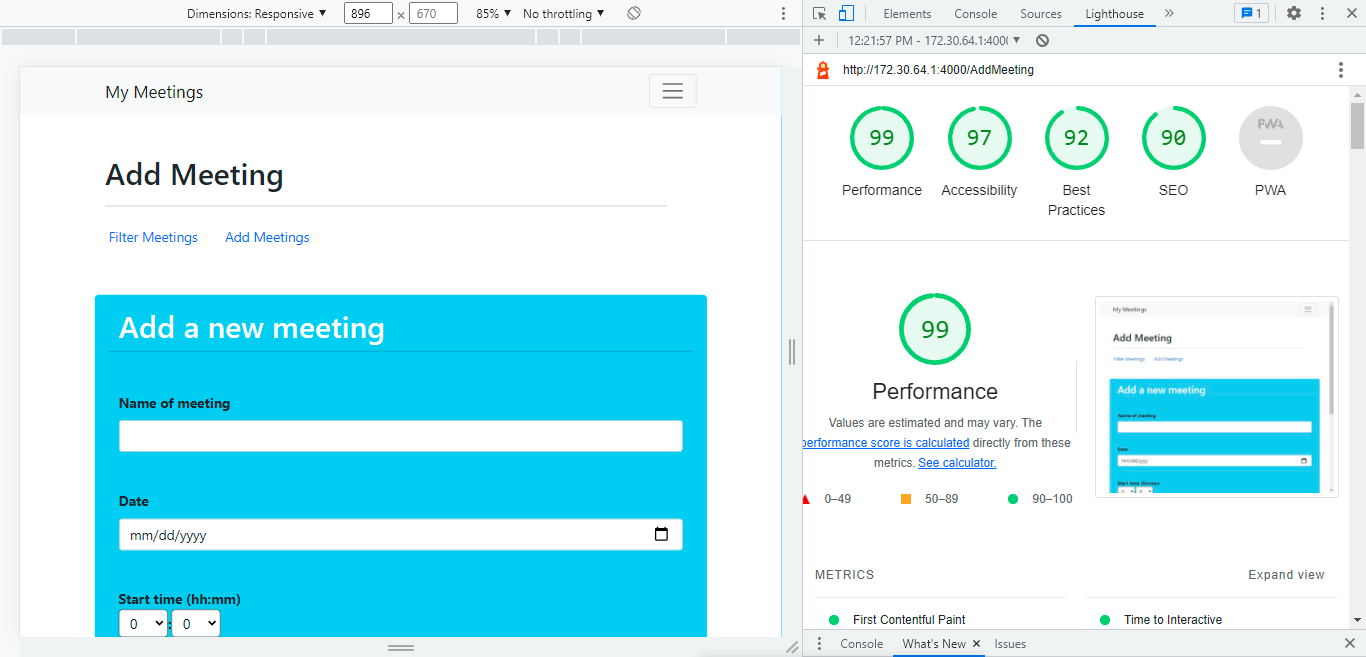 Dimensions: Responsive ▼ 896 × 670 85% ▼ No throttling ▼
Elements Console Sources Lighthouse » 1
+ 12:21:57 PM - 172.30.64.1:400 ▼
http://172.30.64.1:4000/AddMeeting
My Meetings
Add Meeting
Filter Meetings Add Meetings
Add a new meeting
Name of meeting
Date
mm/dd/yyyy
Start time (hh:mm)
0 : 0
99 97 92 90 PWA
Performance Accessibility Best SEO PWA
Practices
99
Performance
Values are estimated and may vary. The
performance score is calculated directly from these
metrics. See calculator.
0–49 50–89 90–100
My Meetings
Add Meeting
Filter Meetings Add Meetings
Add a new meeting
Name of meeting
Date
mm/dd/yyyy
Start time (hh:mm)
METRICS Expand view
First Contentful Paint Time to Interactive
Console What's New × Issues